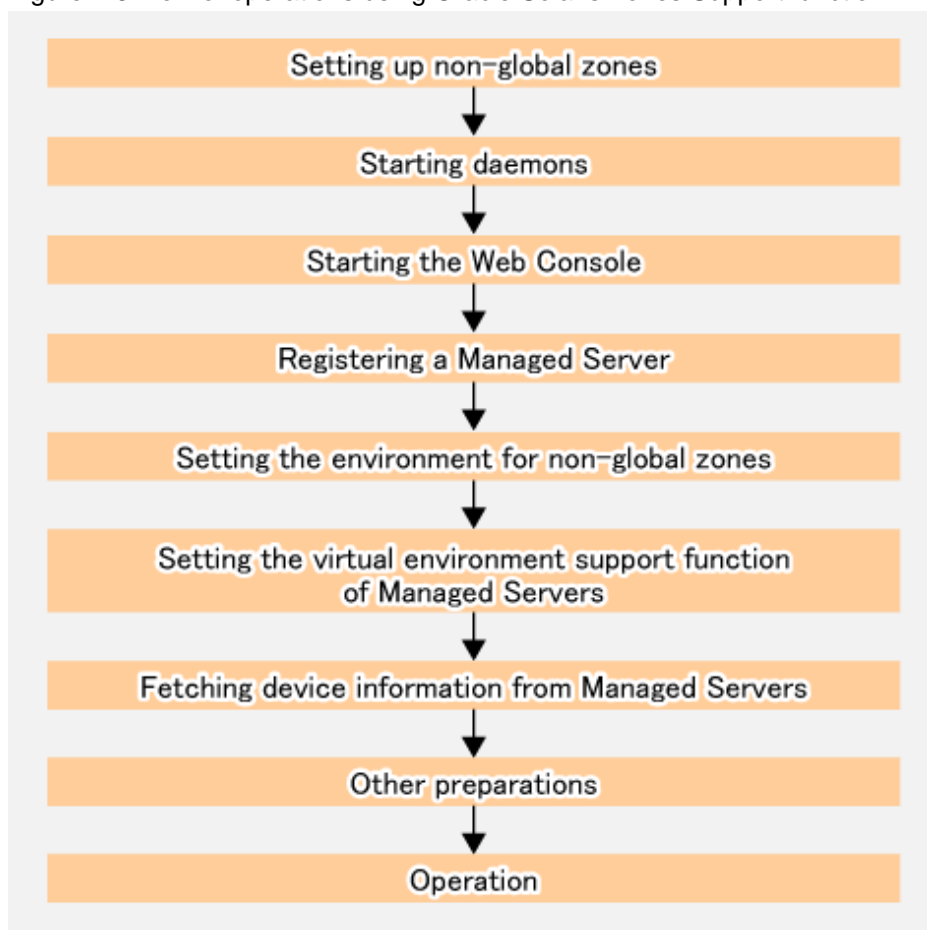 Setting up non-global zones
Starting daemons
Starting the Web Console
Registering a Managed Server
Setting the environment for non-global zones
Setting the virtual environment support function
of Managed Servers
Fetching device information from Managed Servers
Other preparations
Operation